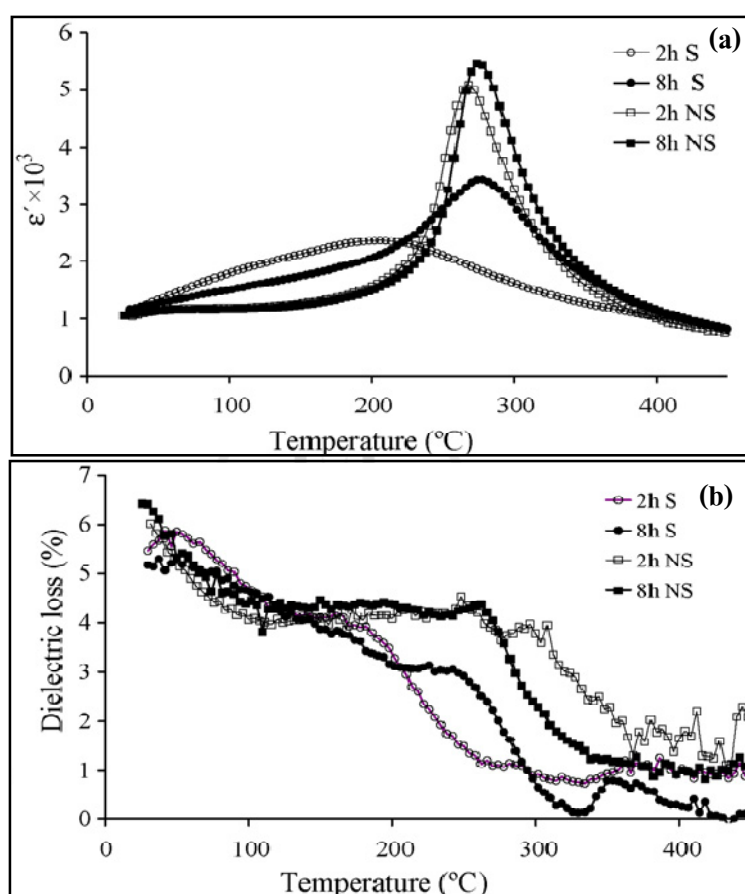 (a)
6
5
4
3
2
1
0
ε´×10³
2h S
8h S
2h NS
8h NS
0 100 200 300 400
Temperature (ºC)
(b)
7
6
5
4
3
2
1
0
Dielectric loss (%)
2h S
8h S
2h NS
8h NS
0 100 200 300 400
Temperature (ºC)